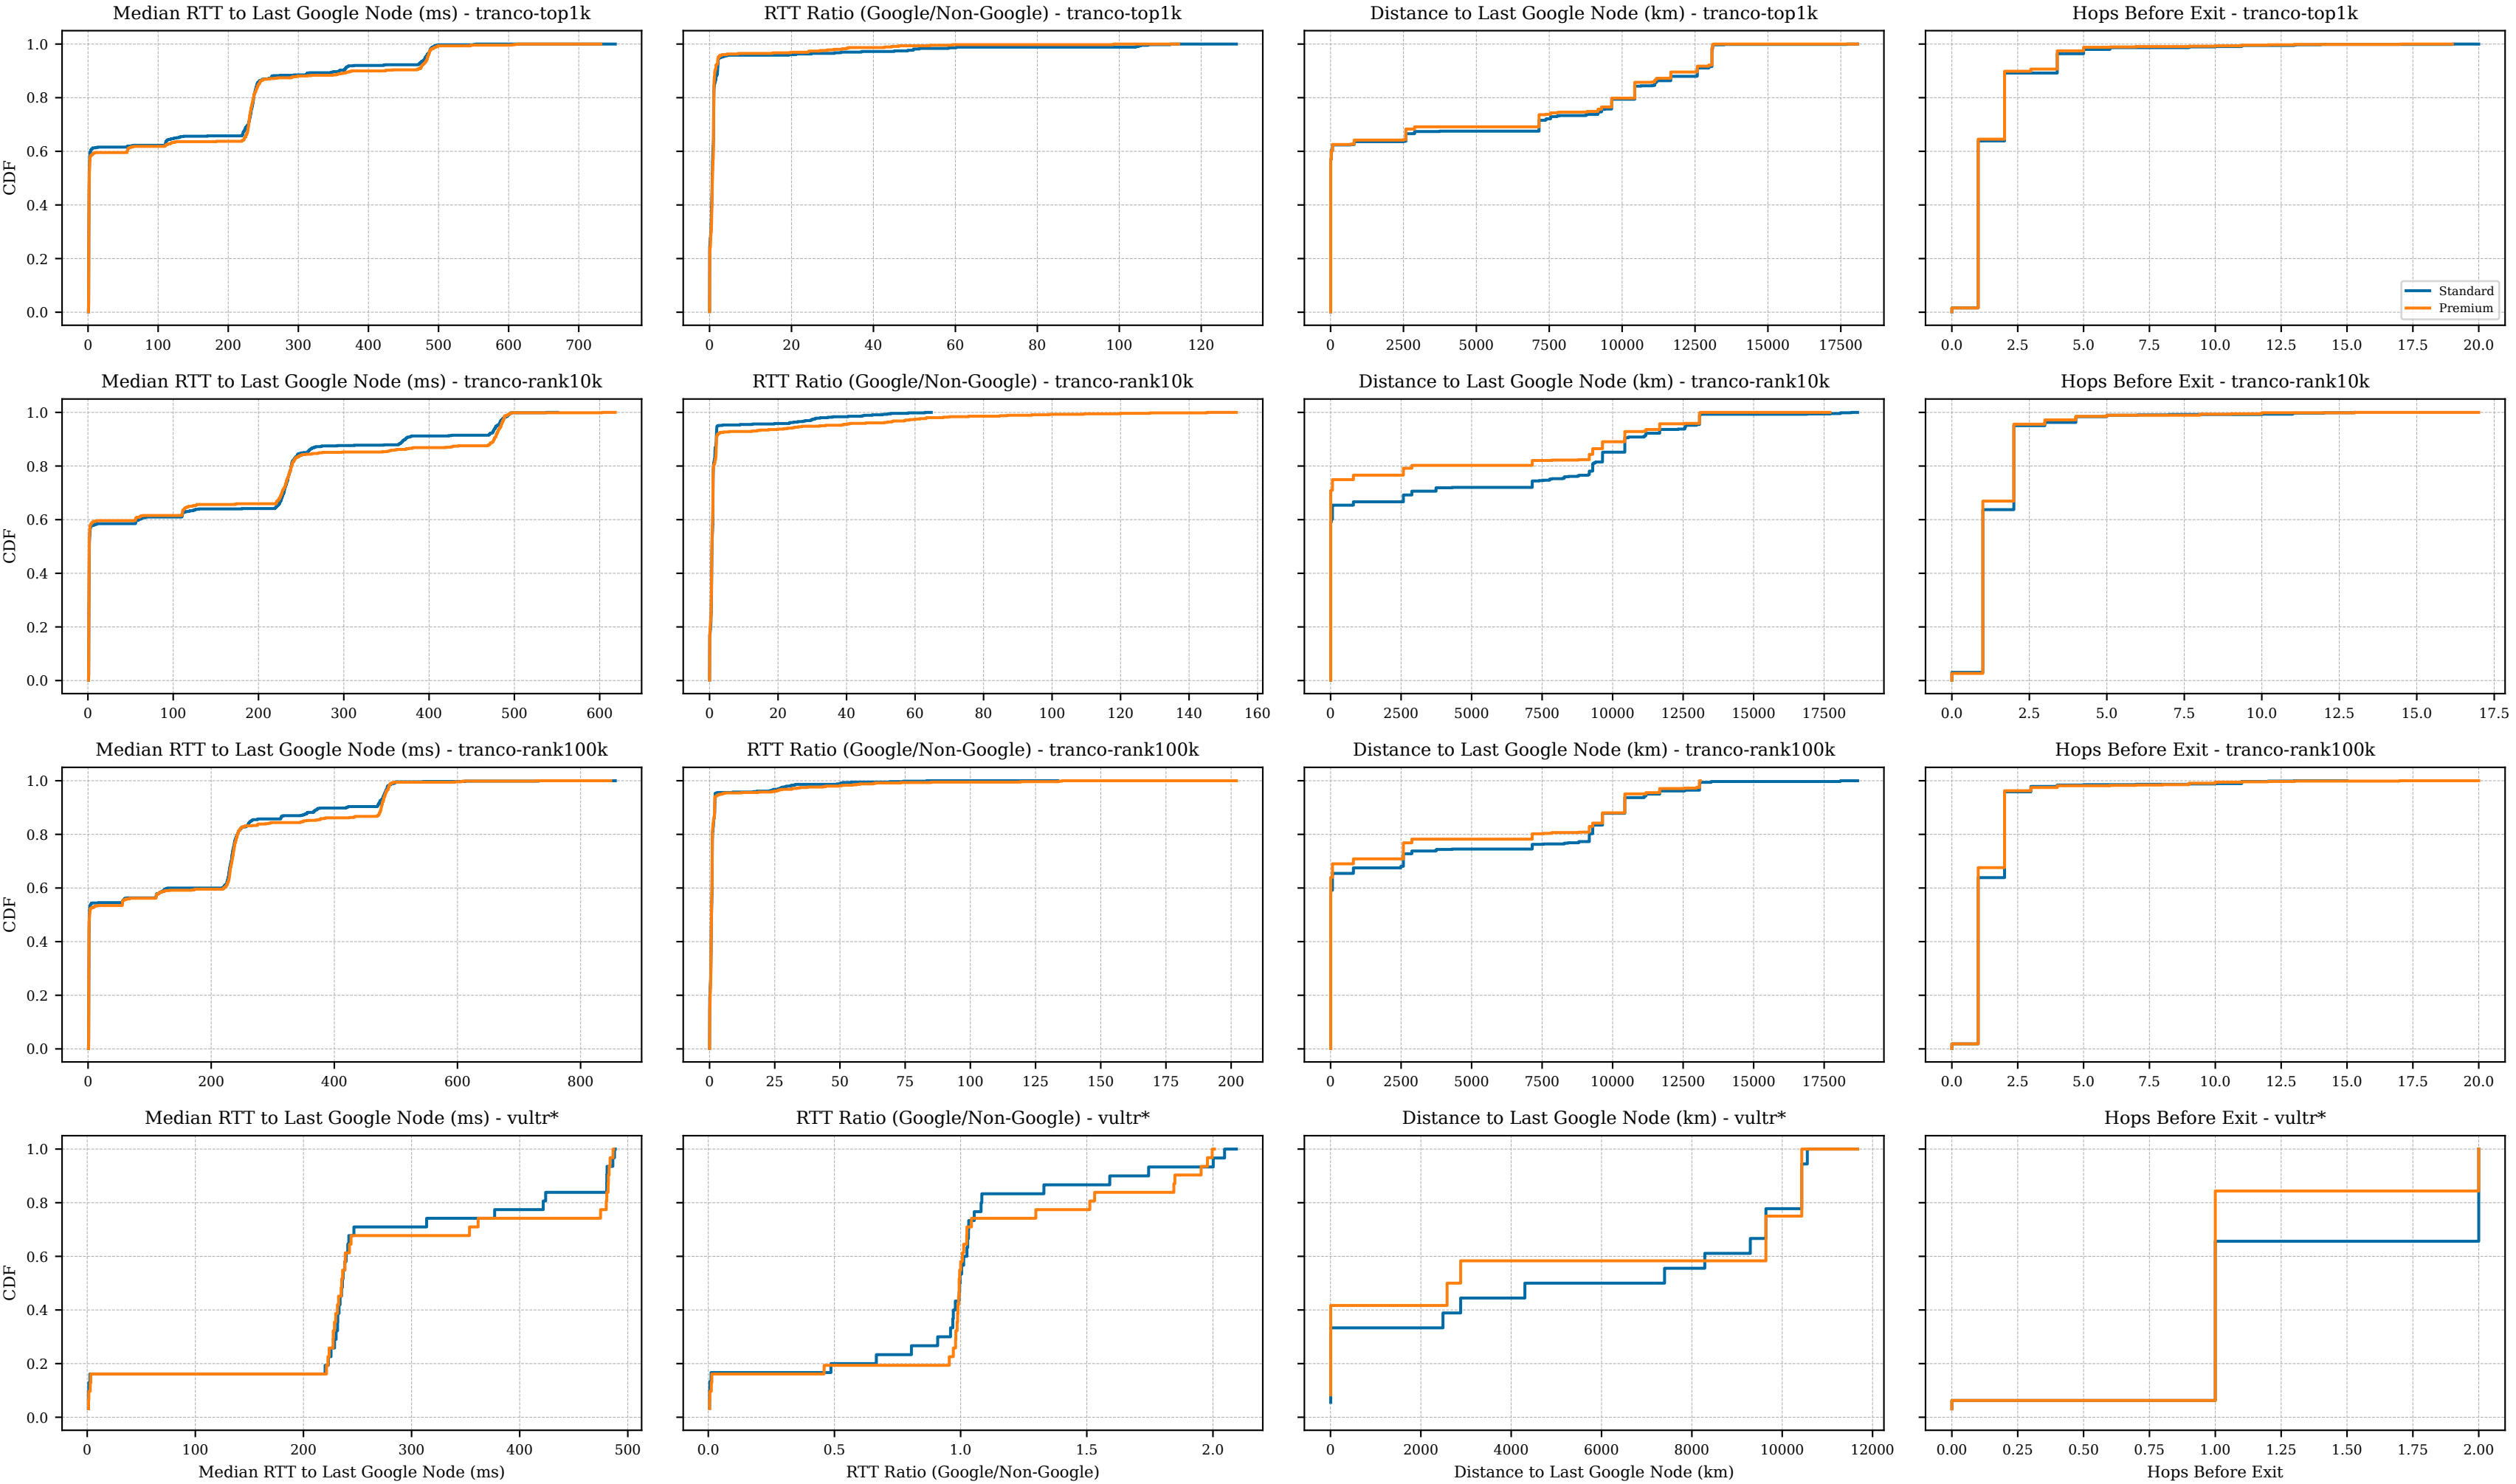 Median RTT to Last Google Node (ms) - tranco-top1k
RTT Ratio (Google/Non-Google) - tranco-top1k
Distance to Last Google Node (km) - tranco-top1k
Hops Before Exit - tranco-top1k
CDF
1.0
0.8
0.6
0.4
0.2
0.0
Standard
Premium
0 100 200 300 400 500 600 700
0 20 40 60 80 100 120
0 2500 5000 7500 10000 12500 15000 17500
0.0 2.5 5.0 7.5 10.0 12.5 15.0 17.5 20.0
Median RTT to Last Google Node (ms) - tranco-rank10k
RTT Ratio (Google/Non-Google) - tranco-rank10k
Distance to Last Google Node (km) - tranco-rank10k
Hops Before Exit - tranco-rank10k
CDF
1.0
0.8
0.6
0.4
0.2
0.0
0 100 200 300 400 500 600
0 20 40 60 80 100 120 140 160
0 2500 5000 7500 10000 12500 15000 17500
0.0 2.5 5.0 7.5 10.0 12.5 15.0 17.5
Median RTT to Last Google Node (ms) - tranco-rank100k
RTT Ratio (Google/Non-Google) - tranco-rank100k
Distance to Last Google Node (km) - tranco-rank100k
Hops Before Exit - tranco-rank100k
CDF
1.0
0.8
0.6
0.4
0.2
0.0
0 200 400 600 800
0 25 50 75 100 125 150 175 200
0 2500 5000 7500 10000 12500 15000 17500
0.0 2.5 5.0 7.5 10.0 12.5 15.0 17.5 20.0
Median RTT to Last Google Node (ms) - vultr*
RTT Ratio (Google/Non-Google) - vultr*
Distance to Last Google Node (km) - vultr*
Hops Before Exit - vultr*
CDF
1.0
0.8
0.6
0.4
0.2
0.0
0 100 200 300 400 500
0.0 0.5 1.0 1.5 2.0
0 2000 4000 6000 8000 10000 12000
0.00 0.25 0.50 0.75 1.00 1.25 1.50 1.75 2.00
Median RTT to Last Google Node (ms)
RTT Ratio (Google/Non-Google)
Distance to Last Google Node (km)
Hops Before Exit